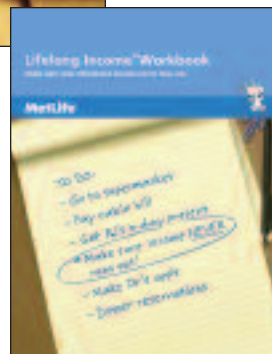 Lifelong Income™ Workbook
MetLife
TO DO:
- Go to supermarket
- Pay cable bill
- Get B's b-day present
* Make sure income NEVER
runs out!
- Make Dr's appt
- Dinner reservations